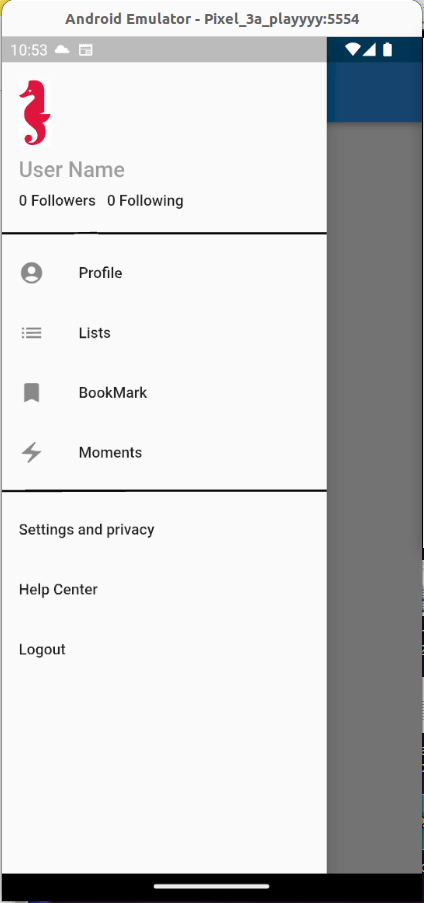 Android Emulator - Pixel_3a_playyyy:5554
10:53
User Name
0 Followers 0 Following
Profile
Lists
BookMark
Moments
Settings and privacy
Help Center
Logout